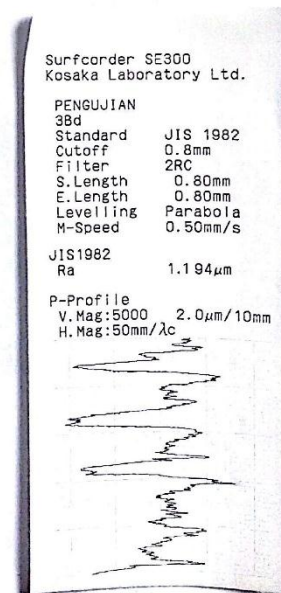 Surfcorder SE300
Kosaka Laboratory Ltd.
PENGUJIAN
3Bd
Standard JIS 1982
Cutoff 0.8mm
Filter 2RC
S.Length 0.80mm
E.Length 0.80mm
Levelling Parabola
M-Speed 0.50mm/s
JIS1982
Ra 1.194μm
P-Profile
V.Mag:5000 2.0μm/10mm
H.Mag:50mm/λc